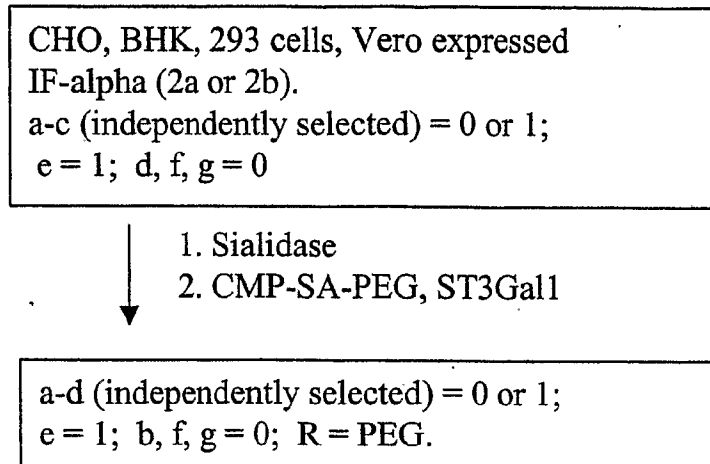 CHO, BHK, 293 cells, Vero expressed
IF-alpha (2a or 2b).
a-c (independently selected) = 0 or 1;
e = 1; d, f, g = 0
1. Sialidase
2. CMP-SA-PEG, ST3Gal1
a-d (independently selected) = 0 or 1;
e = 1; b, f, g = 0; R = PEG.